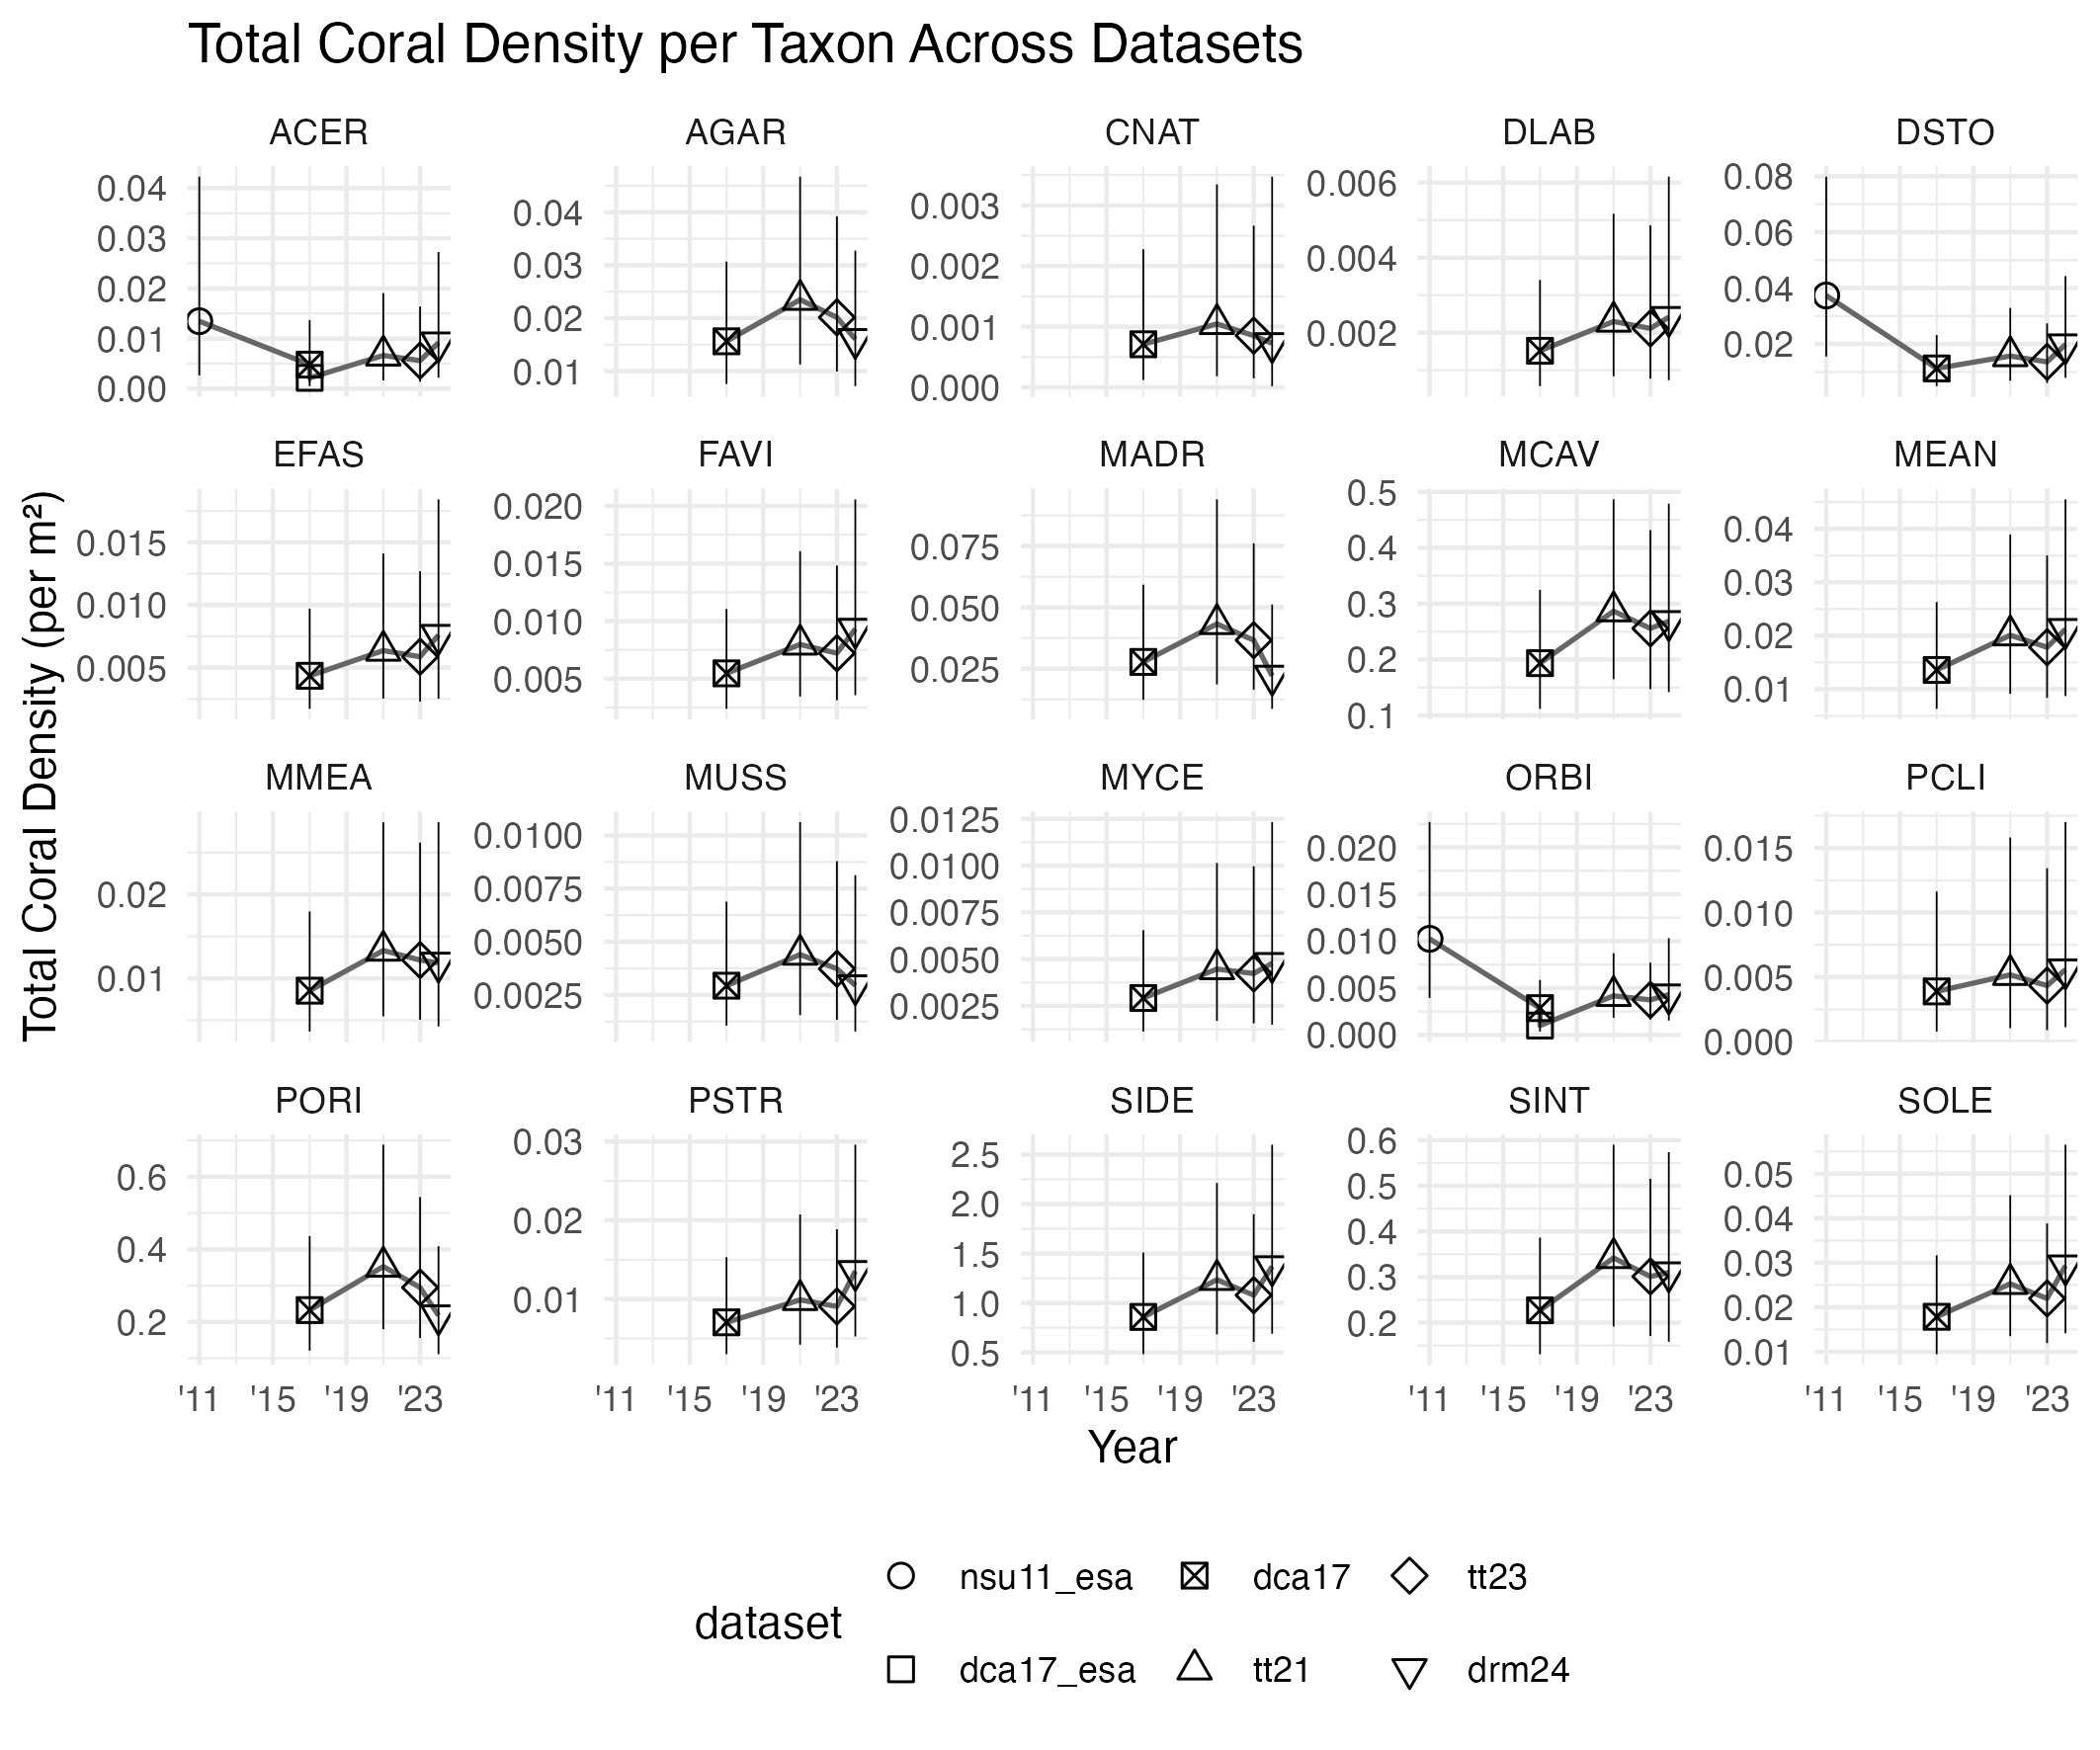 Total Coral Density per Taxon Across Datasets
ACER AGAR CNAT DLAB DSTO
0.04 0.03 0.02 0.01 0.00
0.04 0.03 0.02 0.01
0.003 0.002 0.001 0.000
0.006 0.004 0.002
0.08 0.06 0.04 0.02
EFAS FAVI MADR MCAV MEAN
0.015 0.010 0.005
0.020 0.015 0.010 0.005
0.075 0.050 0.025
0.5 0.4 0.3 0.2 0.1
0.04 0.03 0.02 0.01
MMEA MUSS MYCE ORBI PCLI
0.02 0.01
0.0100 0.0075 0.0050 0.0025
0.0125 0.0100 0.0075 0.0050 0.0025
0.020 0.015 0.010 0.005 0.000
0.015 0.010 0.005 0.000
PORI PSTR SIDE SINT SOLE
0.6 0.4 0.2
0.03 0.02 0.01
2.5 2.0 1.5 1.0 0.5
0.6 0.5 0.4 0.3 0.2
0.05 0.04 0.03 0.02 0.01
'11 '15 '19 '23 '11 '15 '19 '23 '11 '15 '19 '23 '11 '15 '19 '23 '11 '15 '19 '23
Total Coral Density (per m²)
Year
dataset
nsu11_esa dca17 tt23
dca17_esa tt21 drm24